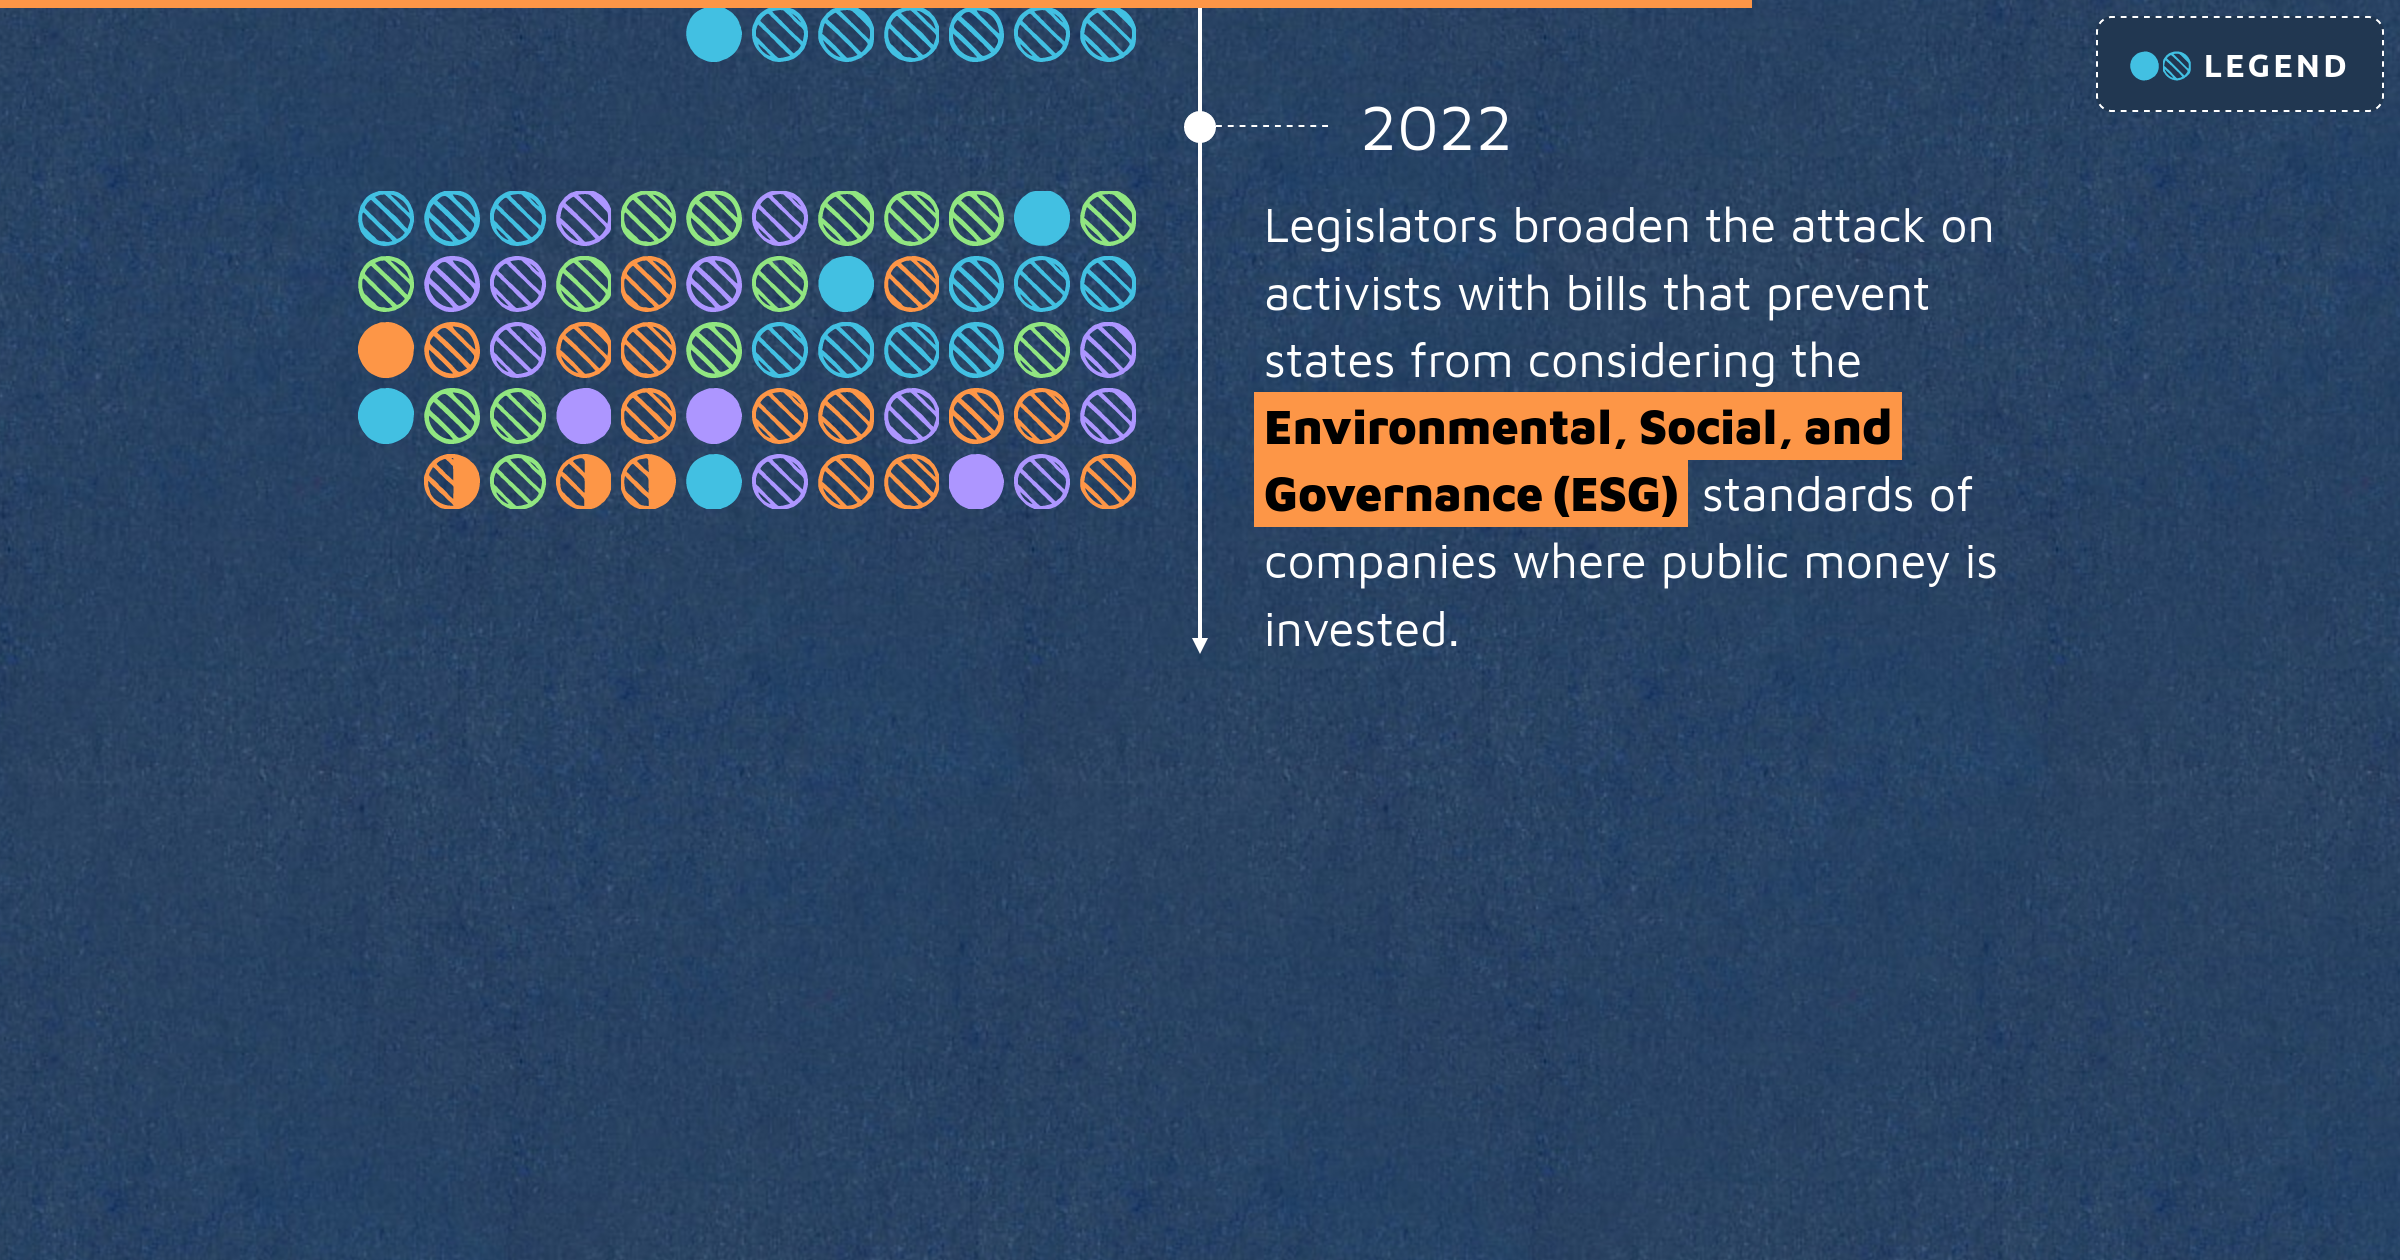 LEGEND
2022
Legislators broaden the attack on
activists with bills that prevent
states from considering the
Environmental, Social, and
Governance (ESG) standards of
companies where public money is
invested.